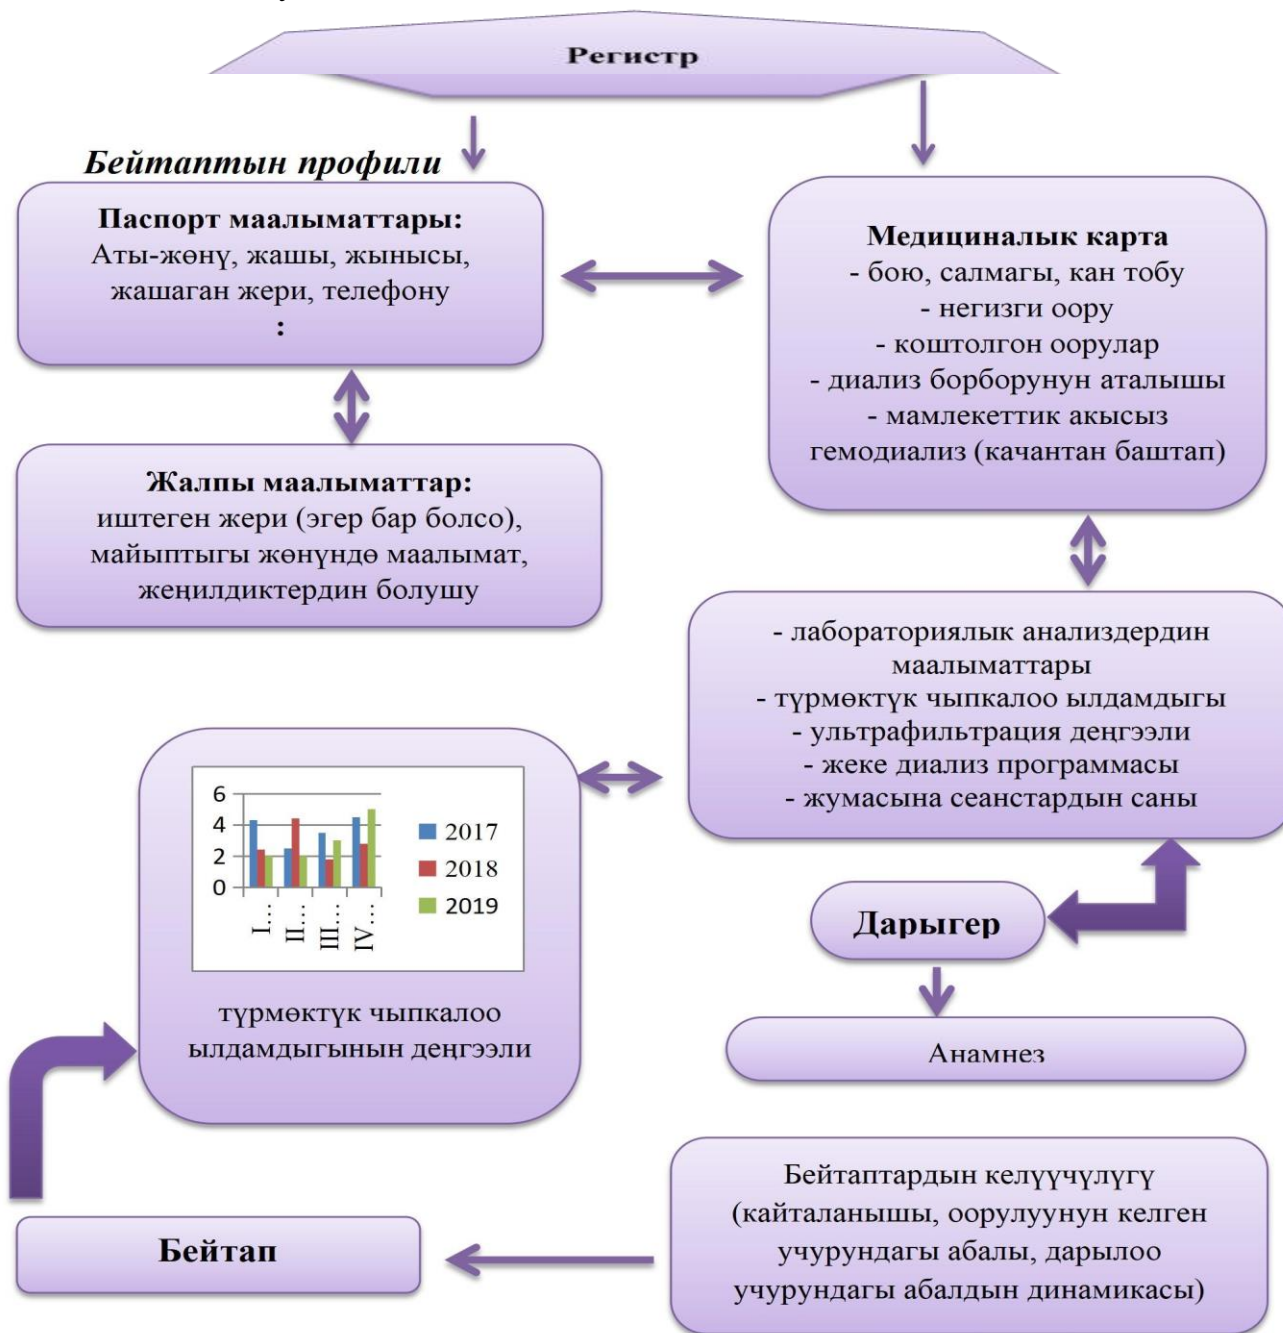 Регистр
Бейтаптын профили
Паспорт маалыматтары:
Аты-жөнү, жашы, жынысы,
жашаган жери, телефону
:
Медициналык карта
- бою, салмагы, кан тобу
- негизги оору
- коштолгон оорулар
- диализ борборунун аталышы
- мамлекеттик акысыз
гемодиализ (качантан баштап)
Жалпы маалыматтар:
иштеген жери (эгер бар болсо),
майыптыгы жөнүндө маалымат,
жеңилдиктердин болушу
- лабораториялык анализдердин
маалыматтары
- түрмөктүк чыпкалоо ылдамдыгы
- ультрафильтрация деңгээли
- жеке диализ программасы
- жумасына сеанстардын саны
6
4
2
0
I...
II...
III...
IV...
2017
2018
2019
түрмөктүк чыпкалоо
ылдамдыгынын деңгээли
Дарыгер
Анамнез
Бейтаптардын келүүчүлүгү
(кайталанышы, оорулуунун келген
учурундагы абалы, дарылоо
учурундагы абалдын динамикасы)
Бейтап